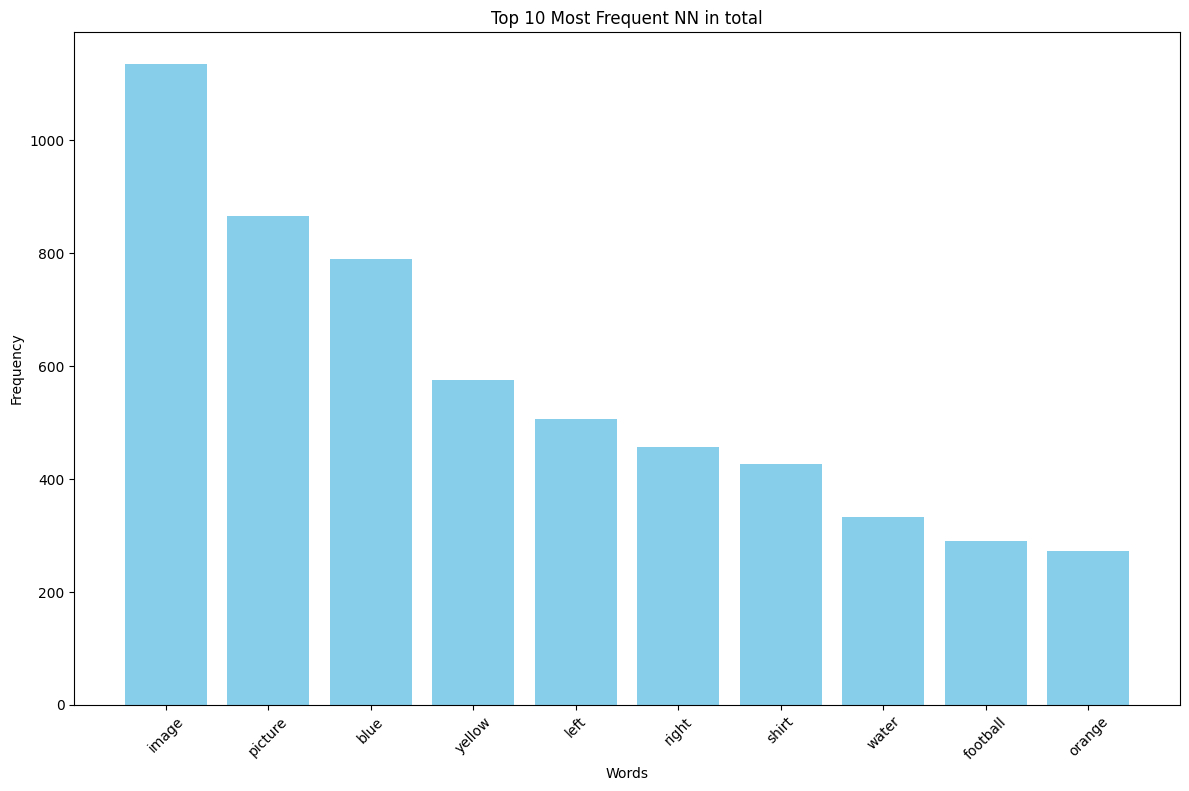 Top 10 Most Frequent NN in total
Frequency
1000
800
600
400
200
0
image picture blue yellow left right shirt water football orange
Words